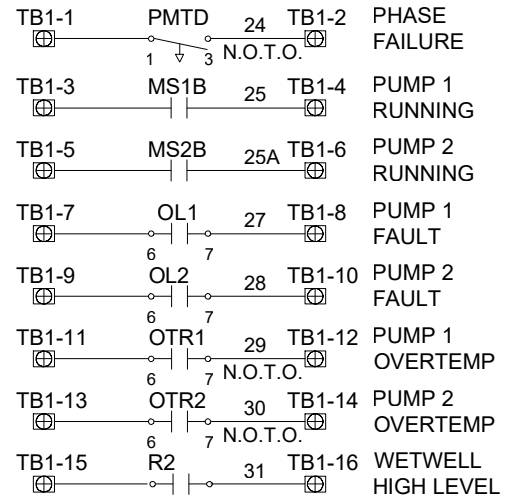 TB1-1 PMTD 24 TB1-2 PHASE
1 3 N.O.T.O. FAILURE
TB1-3 MS1B 25 TB1-4 PUMP 1
RUNNING
TB1-5 MS2B 25A TB1-6 PUMP 2
RUNNING
TB1-7 OL1 27 TB1-8 PUMP 1
6 7 FAULT
TB1-9 OL2 28 TB1-10 PUMP 2
6 7 FAULT
TB1-11 OTR1 29 TB1-12 PUMP 1
6 7 N.O.T.O. OVERTEMP
TB1-13 OTR2 30 TB1-14 PUMP 2
6 7 N.O.T.O. OVERTEMP
TB1-15 R2 31 TB1-16 WETWELL
HIGH LEVEL